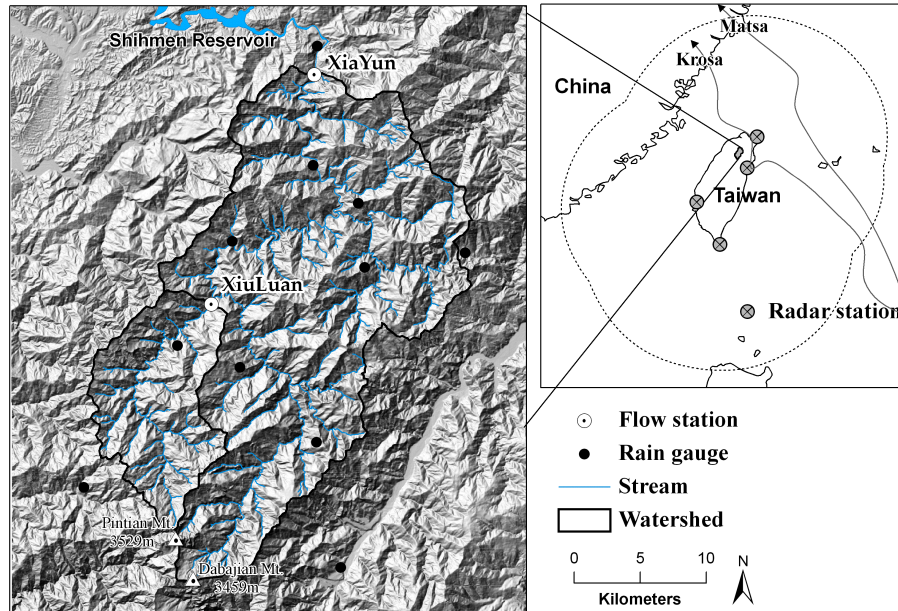 Shihmen Reservoir
XiaYun
XiuLuan
Pintian Mt.
3529m
Dabajian Mt.
3459m
Matsa
Krosa
China
Taiwan
Radar station
Flow station
Rain gauge
Stream
Watershed
0 5 10
Kilometers
N